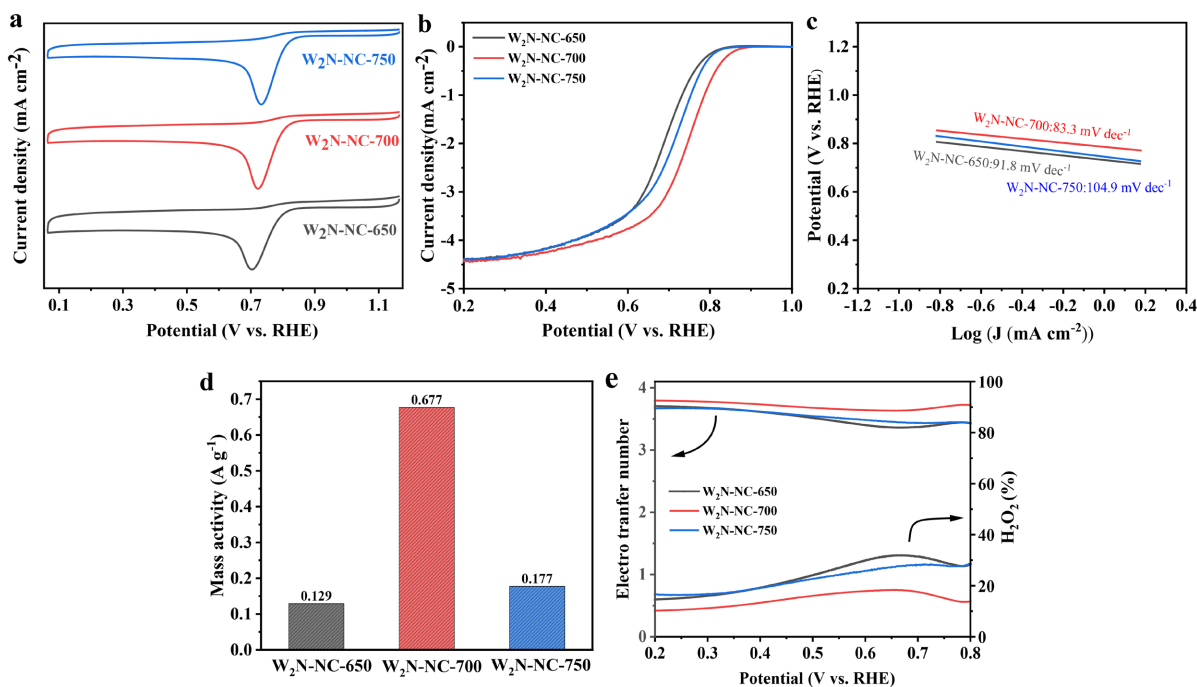 a
Current density (mA cm⁻²)
W₂N-NC-750
W₂N-NC-700
W₂N-NC-650
0.1 0.3 0.5 0.7 0.9 1.1
Potential (V vs. RHE)
b
Current density(mA cm⁻²)
0
-1
-2
-3
-4
-5
W₂N-NC-650
W₂N-NC-700
W₂N-NC-750
0.2 0.4 0.6 0.8 1.0
Potential (V vs. RHE)
c
Potential (V vs. RHE)
1.2
1.0
0.8
0.6
0.4
0.2
W₂N-NC-700:83.3 mV dec⁻¹
W₂N-NC-650:91.8 mV dec⁻¹
W₂N-NC-750:104.9 mV dec⁻¹
-1.2 -1.0 -0.8 -0.6 -0.4 -0.2 0.0 0.2 0.4
Log (J (mA cm⁻²))
d
Mass activity (A g⁻¹)
0.7
0.6
0.5
0.4
0.3
0.2
0.1
0.0
0.129
0.677
0.177
W₂N-NC-650 W₂N-NC-700 W₂N-NC-750
e
Electro tranfer number
4
3
2
1
0
W₂N-NC-650
W₂N-NC-700
W₂N-NC-750
100
80
60
40
20
0
H₂O₂ (%)
0.2 0.3 0.4 0.5 0.6 0.7 0.8
Potential (V vs. RHE)